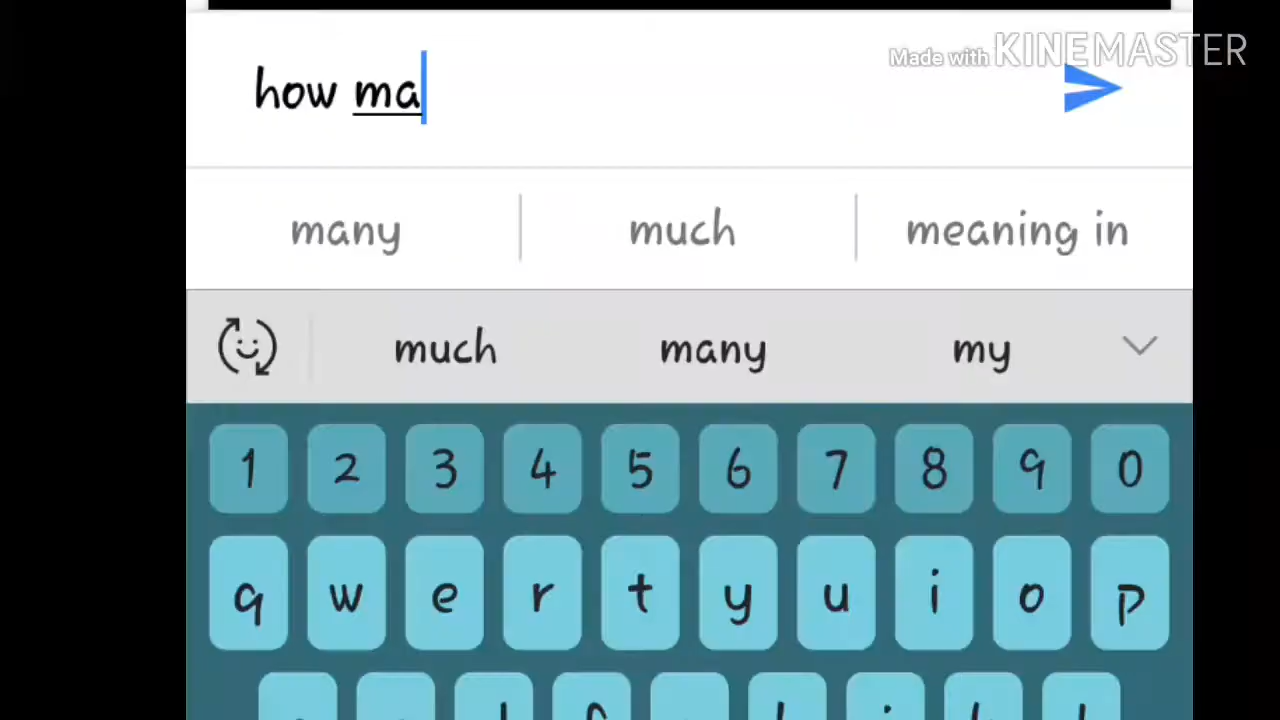 Made with KINEMASTER
how ma
many much meaning in
much many my
1 2 3 4 5 6 7 8 9 0
q w e r t y u i o p